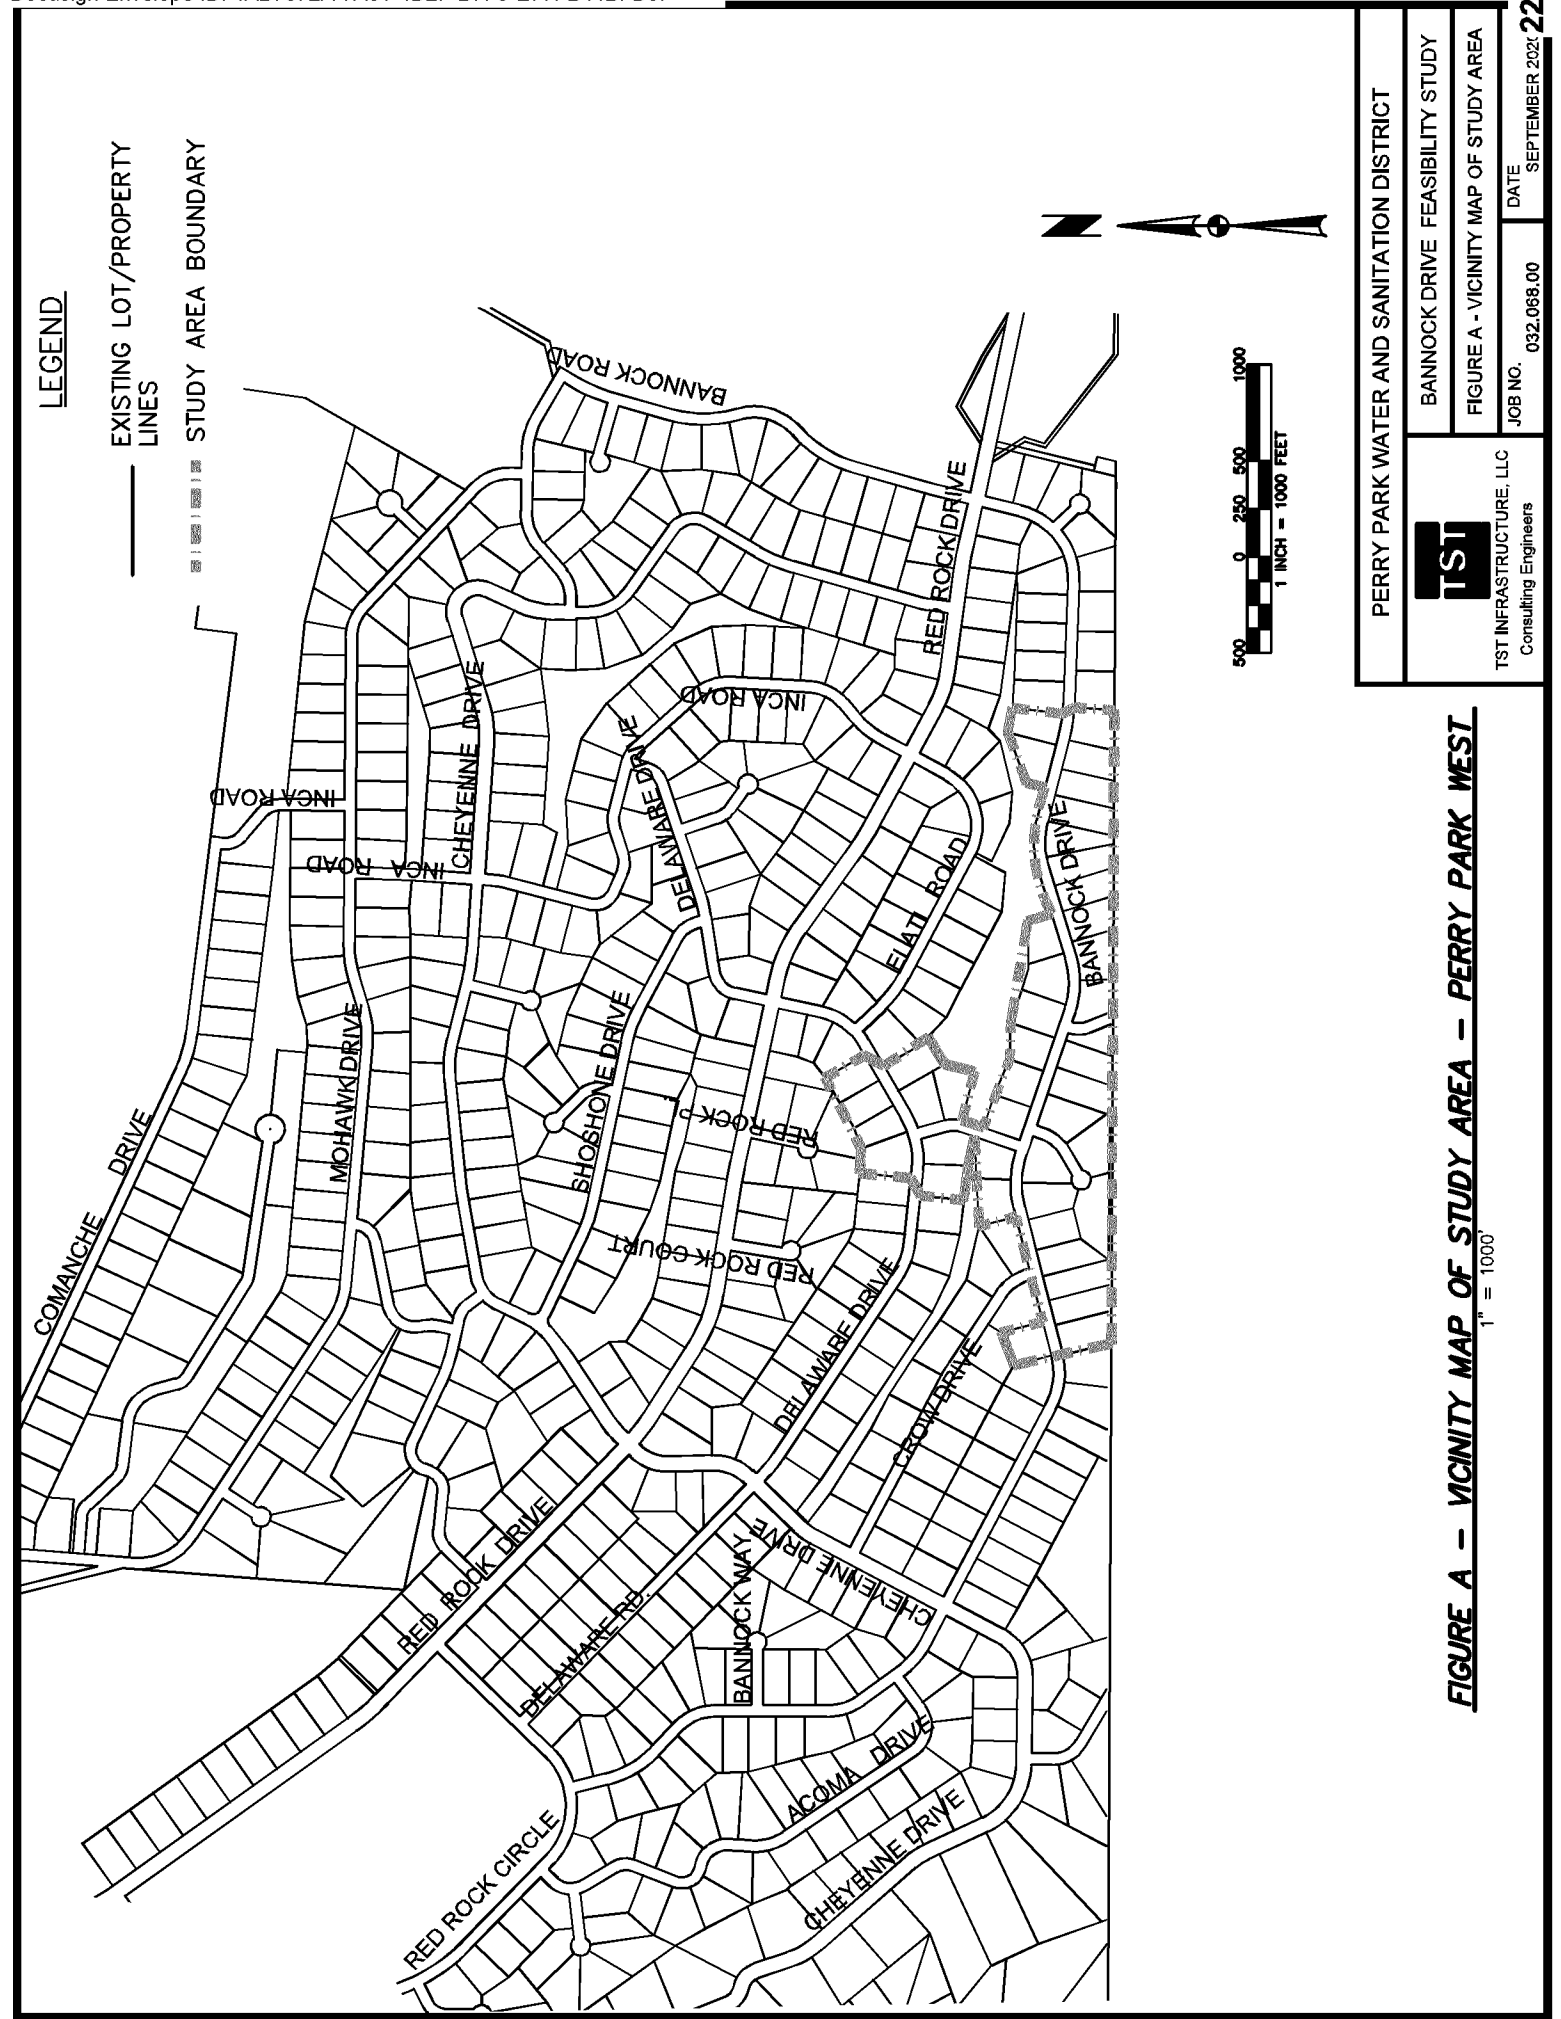 LEGEND
EXISTING LOT/PROPERTY
LINES
STUDY AREA BOUNDARY
COMANCHE DRIVE
MOHAWK DRIVE
INCA ROAD
INCA ROAD
CHEYENNE DRIVE
BANNOCK ROAD
SHOSHONE DRIVE
DELAWARE DRIVE
INCA ROAD
RED ROCK DRIVE
RED ROCK COURT
RED ROCK P
ELATI ROAD
BANNOCK DRIVE
BANNOCK DRIVE
DELAWARE DRIVE
CROW DRIVE
RED ROCK DRIVE
DELAWARE RD.
BANNOCK WAY
CHEYENNE DRIVE
RED ROCK CIRCLE
ACOMA DRIVE
CHEYENNE DRIVE
N
500 0 250 500 1000
1 INCH = 1000 FEET
FIGURE A – VICINITY MAP OF STUDY AREA – PERRY PARK WEST
1" = 1000'
PERRY PARK WATER AND SANITATION DISTRICT
TST
TST INFRASTRUCTURE, LLC
Consulting Engineers
BANNOCK DRIVE FEASIBILITY STUDY
FIGURE A - VICINITY MAP OF STUDY AREA
JOB NO.
032.068.00
DATE
SEPTEMBER 202
22